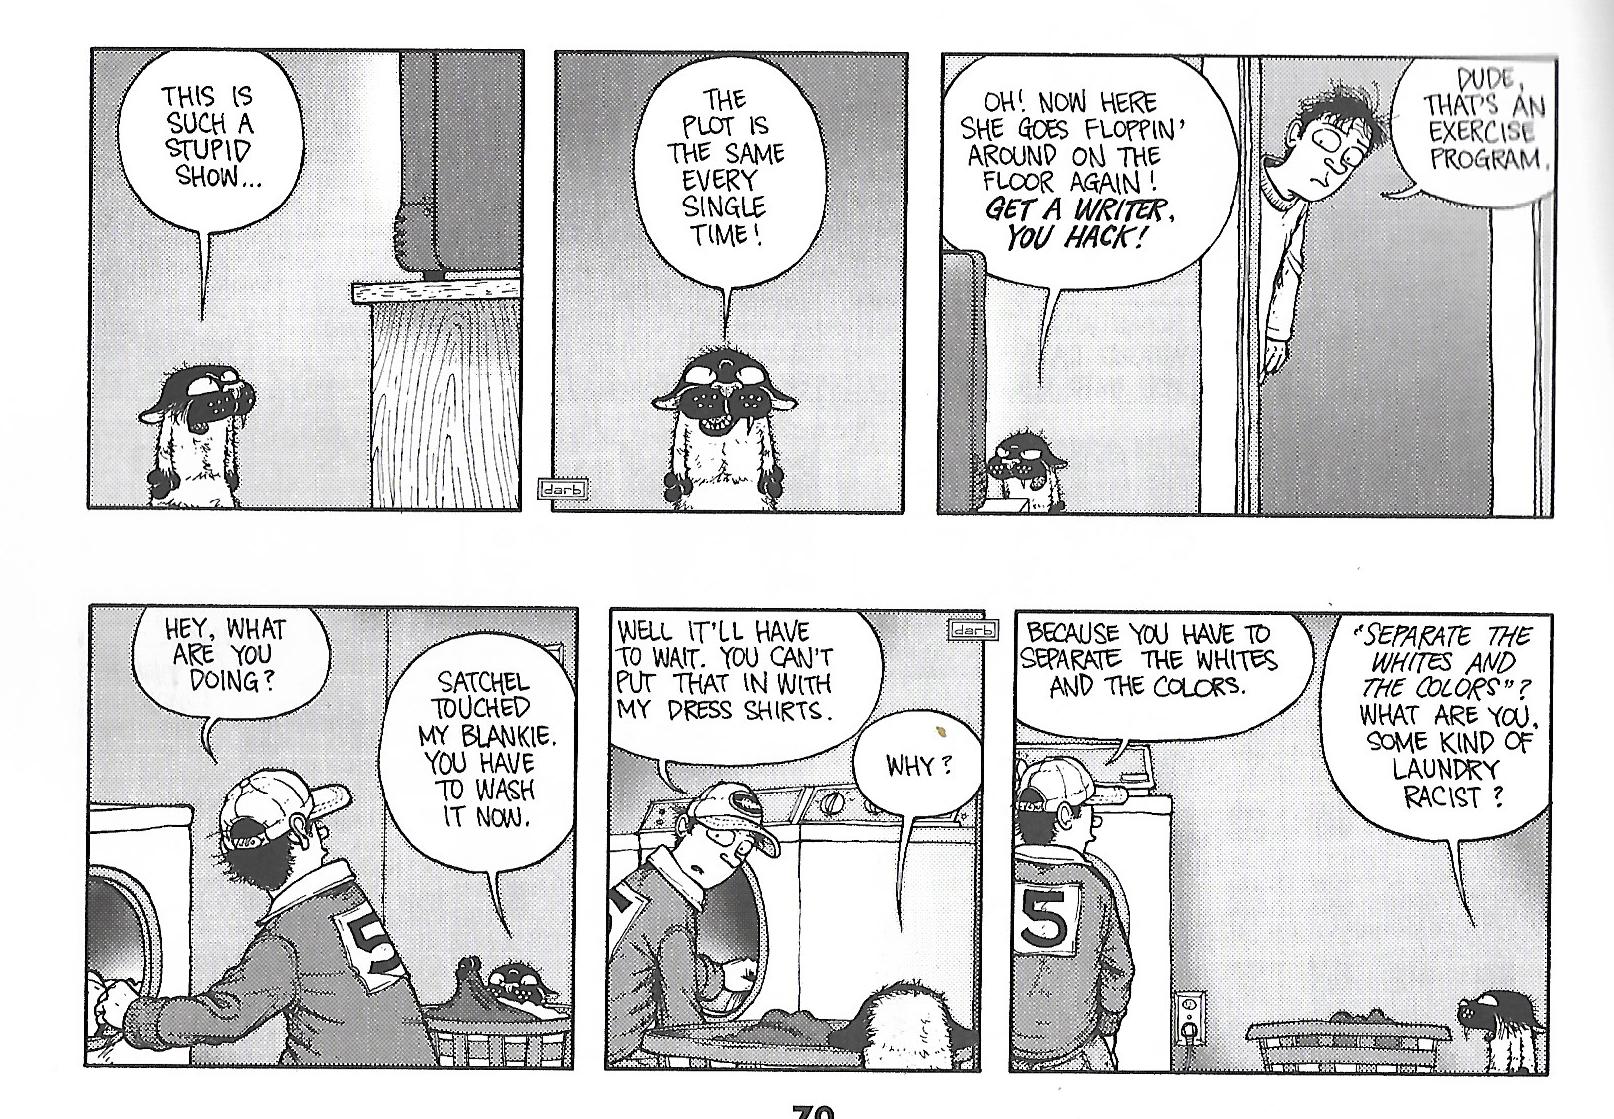 THIS IS
SUCH A
STUPID
SHOW...
THE
PLOT IS
THE SAME
EVERY
SINGLE
TIME!
darb
OH! NOW HERE
SHE GOES FLOPPIN'
AROUND ON THE
FLOOR AGAIN!
GET A WRITER,
YOU HACK!
DUDE,
THAT'S AN
EXERCISE
PROGRAM.
HEY, WHAT
ARE YOU
DOING?
SATCHEL
TOUCHED
MY BLANKIE.
YOU HAVE
TO WASH
IT NOW.
5
WELL IT'LL HAVE
TO WAIT. YOU CAN'T
PUT THAT IN WITH
MY DRESS SHIRTS.
WHY?
darb
BECAUSE YOU HAVE TO
SEPARATE THE WHITES
AND THE COLORS.
5
"SEPARATE THE
WHITES AND
THE COLORS"?
WHAT ARE YOU,
SOME KIND OF
LAUNDRY
RACIST?